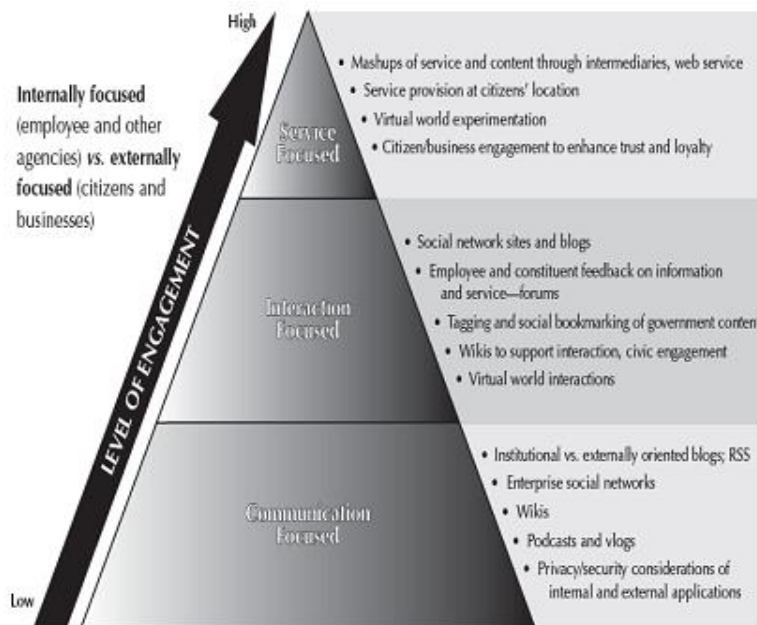 High
Internally focused
(employee and other
agencies) vs. externally
focused (citizens and
businesses)
LEVEL OF ENGAGEMENT
Low
Service
Focused
• Mashups of service and content through intermediaries, web service
• Service provision at citizens' location
• Virtual world experimentation
• Citizen/business engagement to enhance trust and loyalty
Interaction
Focused
• Social network sites and blogs
• Employee and constituent feedback on information
and service—forums
• Tagging and social bookmarking of government conten
• Wikis to support interaction, civic engagement
• Virtual world interactions
Communication
Focused
• Institutional vs. externally oriented blogs; RSS
• Enterprise social networks
• Wikis
• Podcasts and vlogs
• Privacy/security considerations of
internal and external applications